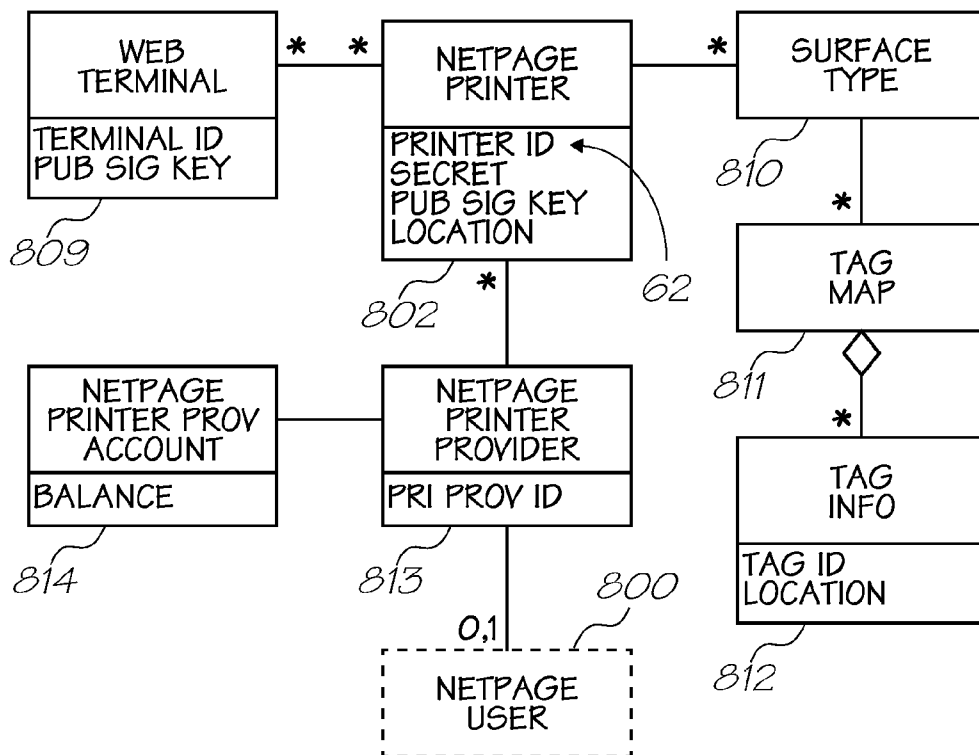 WEB
TERMINAL
TERMINAL ID
PUB SIG KEY
809
*
*
NETPAGE
PRINTER
PRINTER ID
SECRET
PUB SIG KEY
LOCATION
802
62
*
*
SURFACE
TYPE
810
*
TAG
MAP
811
*
TAG
INFO
TAG ID
LOCATION
812
NETPAGE
PRINTER PROV
ACCOUNT
BALANCE
814
NETPAGE
PRINTER
PROVIDER
PRI PROV ID
813
0,1
800
NETPAGE
USER